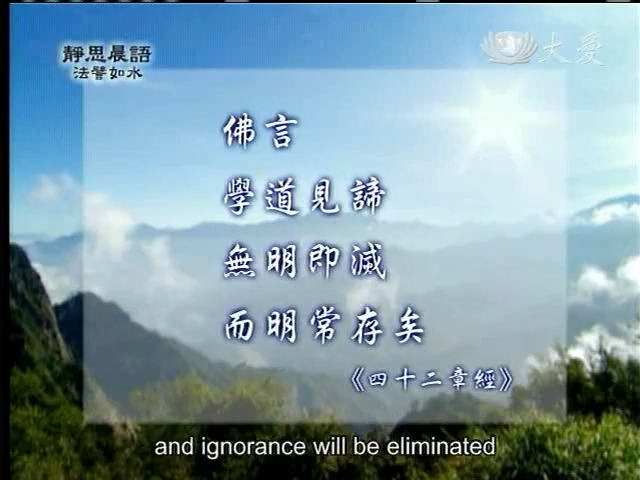 靜思晨語
法譬如水
大愛
佛言
學道見諦
無明即滅
而明常存矣
《四十二章經》
and ignorance will be eliminated